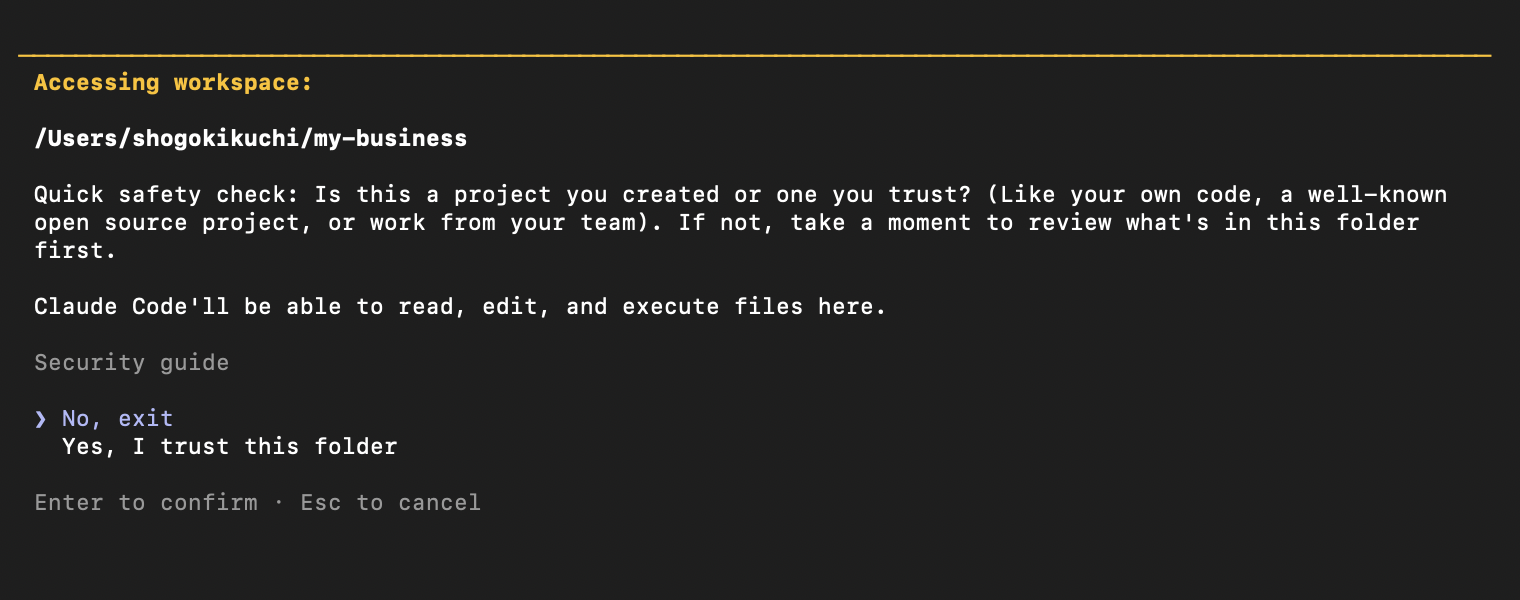 Accessing workspace:
/Users/shogokikuchi/my-business
Quick safety check: Is this a project you created or one you trust? (Like your own code, a well-known
open source project, or work from your team). If not, take a moment to review what's in this folder
first.
Claude Code'll be able to read, edit, and execute files here.
Security guide
❯ No, exit
Yes, I trust this folder
Enter to confirm · Esc to cancel